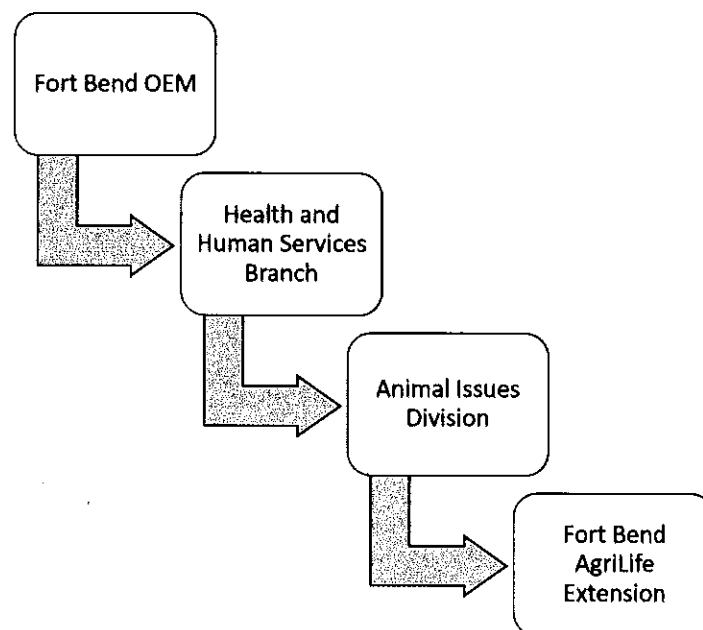 Fort Bend OEM
Health and
Human Services
Branch
Animal Issues
Division
Fort Bend
AgriLife
Extension